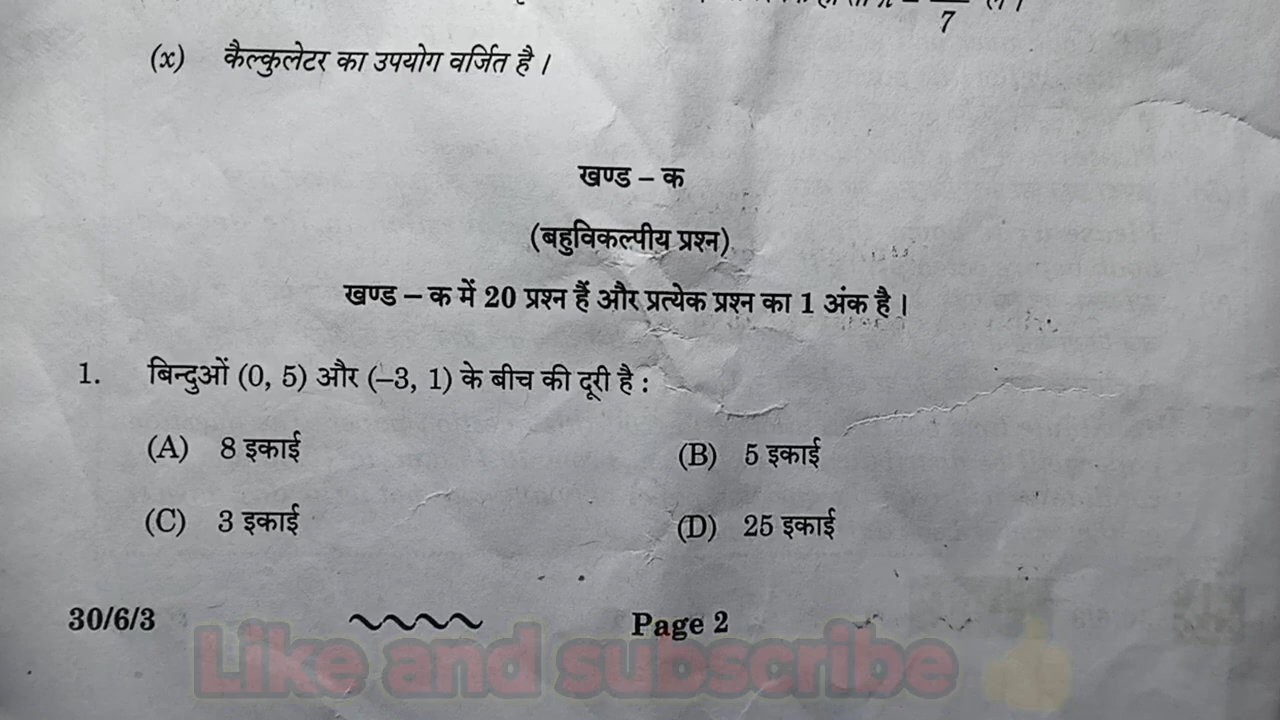 7
(x) कैल्कुलेटर का उपयोग वर्जित है ।
खण्ड – क
(बहुविकल्पीय प्रश्न)
खण्ड – क में 20 प्रश्न हैं और प्रत्येक प्रश्न का 1 अंक है ।
1. बिन्दुओं (0, 5) और (–3, 1) के बीच की दूरी है :
(A) 8 इकाई (B) 5 इकाई
(C) 3 इकाई (D) 25 इकाई
30/6/3 Page 2
Like and subscribe